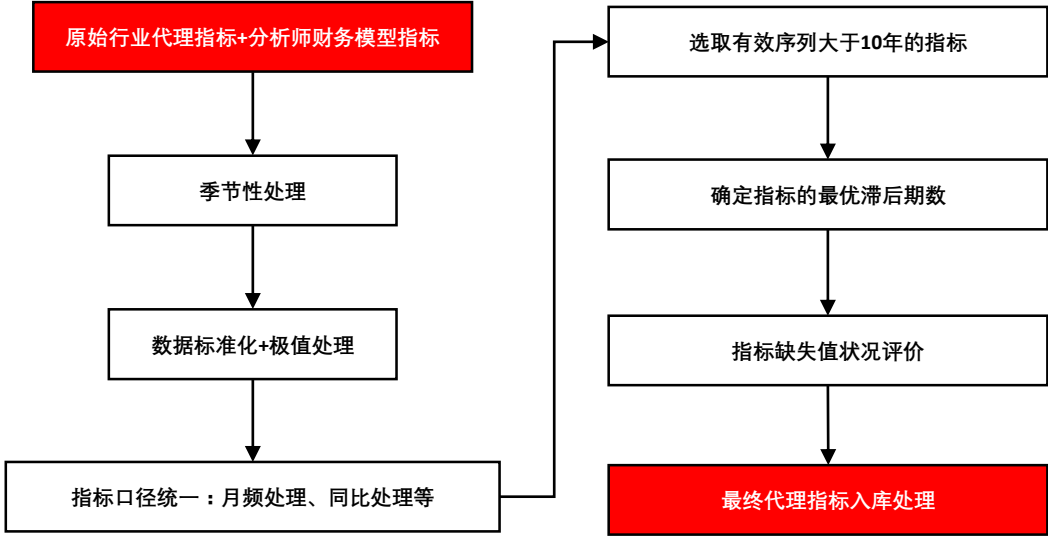 原始行业代理指标+分析师财务模型指标
季节性处理
数据标准化+极值处理
指标口径统一：月频处理、同比处理等
选取有效序列大于10年的指标
确定指标的最优滞后期数
指标缺失值状况评价
最终代理指标入库处理